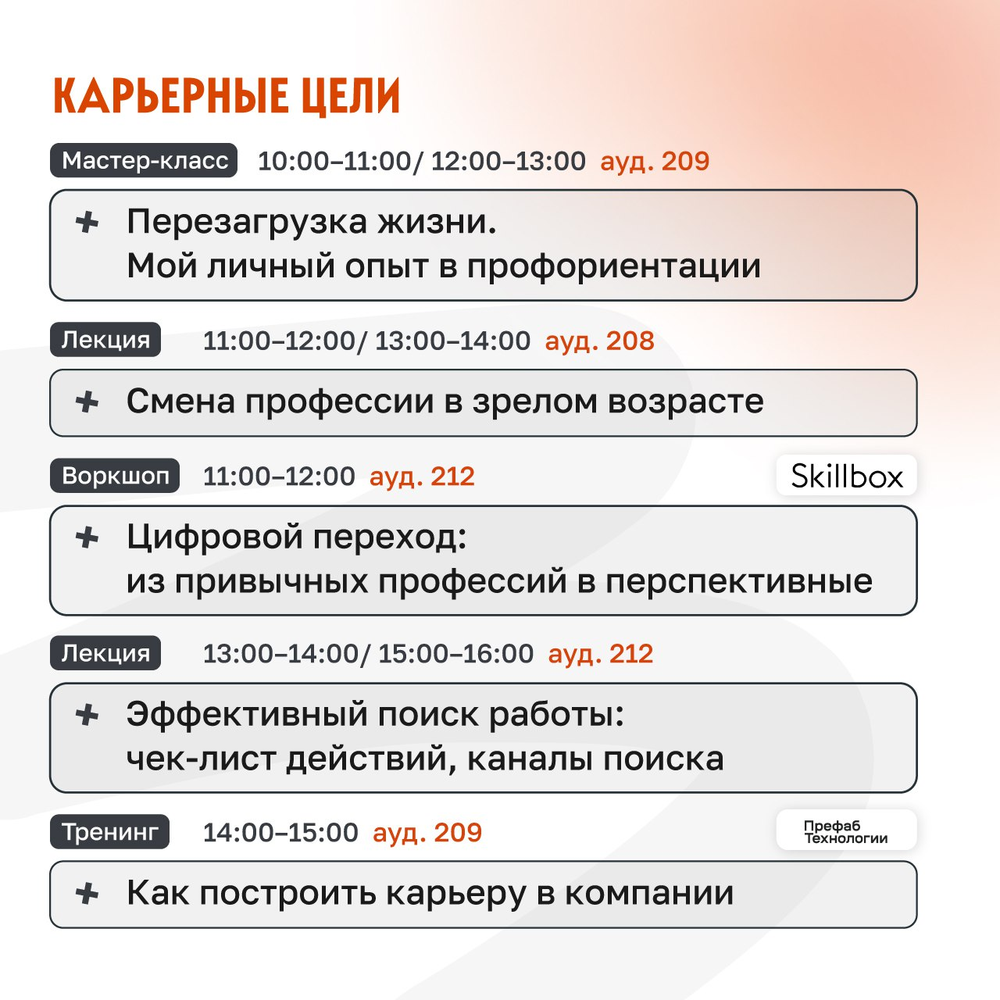 КАРЬЕРНЫЕ ЦЕЛИ
Мастер-класс 10:00–11:00/ 12:00–13:00 ауд. 209
+ Перезагрузка жизни.
Мой личный опыт в профориентации
Лекция 11:00–12:00/ 13:00–14:00 ауд. 208
+ Смена профессии в зрелом возрасте
Воркшоп 11:00–12:00 ауд. 212 Skillbox
+ Цифровой переход:
из привычных профессий в перспективные
Лекция 13:00–14:00/ 15:00–16:00 ауд. 212
+ Эффективный поиск работы:
чек-лист действий, каналы поиска
Тренинг 14:00–15:00 ауд. 209
Префаб
Технологии
+ Как построить карьеру в компании